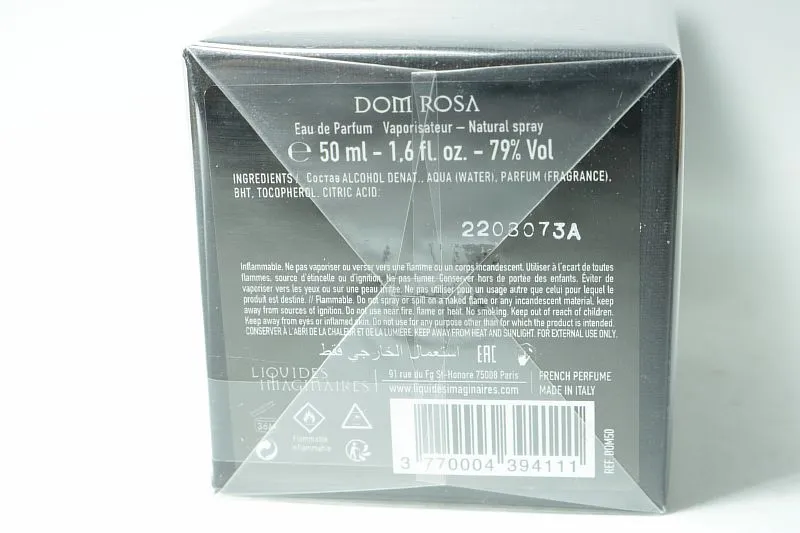 DOM ROSA
Eau de Parfum Vaporisateur – Natural spray
℮ 50 ml - 1,6 fl. oz. - 79% Vol
INGREDIENTS / Состав ALCOHOL DENAT., AQUA (WATER), PARFUM (FRAGRANCE),
BHT, TOCOPHEROL, CITRIC ACID.
2208073A
Inflammable. Ne pas vaporiser ou verser vers une flamme ou un corps incandescent. Utiliser à l'ecart de toutes
flammes, source d'étincelle ou d'ignition. Ne pas fumer. Conserver hors de portée des enfants. Éviter de
vaporiser vers les yeux ou sur une peau irritée. Ne pas utiliser pour un usage autre que celui pour lequel le
produit est destiné. // Flammable. Do not spray or spill on a naked flame or any incandescent material, keep
away from sources of ignition. Do not use near fire, flame or heat. No smoking. Keep out of reach of children.
Keep away from eyes or inflamed skin. Do not use for any purpose other than for which the product is intended.
CONSERVER À L'ABRI DE LA CHALEUR ET DE LA LUMIERE. KEEP AWAY FROM HEAT AND SUNLIGHT. FOR EXTERNAL USE ONLY.
استعمال الخارجي فقط EAC
LIQUIDES
IMAGINAIRES
91 rue du Fg St-Honore 75008 Paris
www.liquidesimaginaires.com
FRENCH PERFUME
MADE IN ITALY
36M
Flammable
Inflammable
3 770004 394111
REF. DOM50